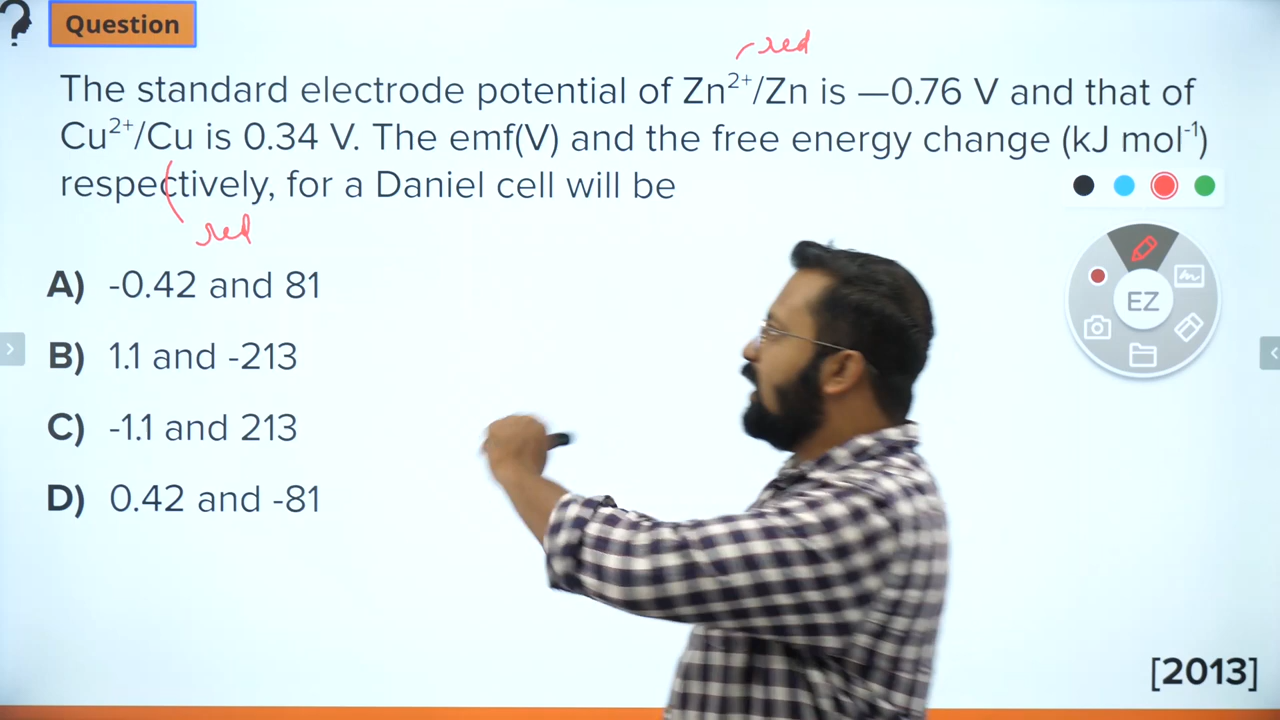 ?
Question
red
The standard electrode potential of Zn²⁺/Zn is —0.76 V and that of
Cu²⁺/Cu is 0.34 V. The emf(V) and the free energy change (kJ mol⁻¹)
respectively, for a Daniel cell will be
red
EZ
A) -0.42 and 81
B) 1.1 and -213
C) -1.1 and 213
D) 0.42 and -81
[2013]